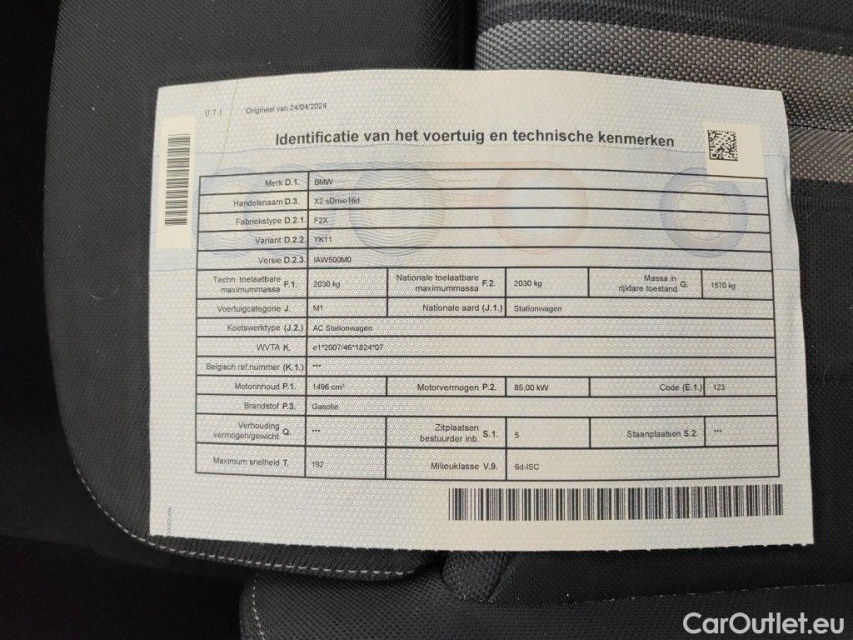 (I 1.) Origineel van 24/04/2024
Identificatie van het voertuig en technische kenmerken
Merk D.1. BMW
Handelsnaam D.3. X2 sDrive16d
Fabriekstype D.2.1. F2X
Variant D.2.2. YK11
Versie D.2.3. IAW500M0
Techn. toelaatbare maximummassa F.1. 2030 kg Nationale toelaatbare maximummassa F.2. 2030 kg Massa in rijklare toestand G. 1570 kg
Voertuigcategorie J. M1 Nationale aard (J.1.) Stationwagen
Koetswerktype (J.2.) AC Stationwagen
WVTA K. e1*2007/46*1824*07
Belgisch ref.nummer (K.1.) ***
Motorinhoud P.1. 1496 cm³ Motorvermogen P.2. 85,00 kW Code (E.1.) 123
Brandstof P.3. Gasolie
Verhouding vermogen/gewicht Q. *** Zitplaatsen bestuurder inb. S.1. 5 Staanplaatsen S.2. ***
Maximum snelheid T. 192 Milieuklasse V.9. 6d-ISC
CarOutlet.eu